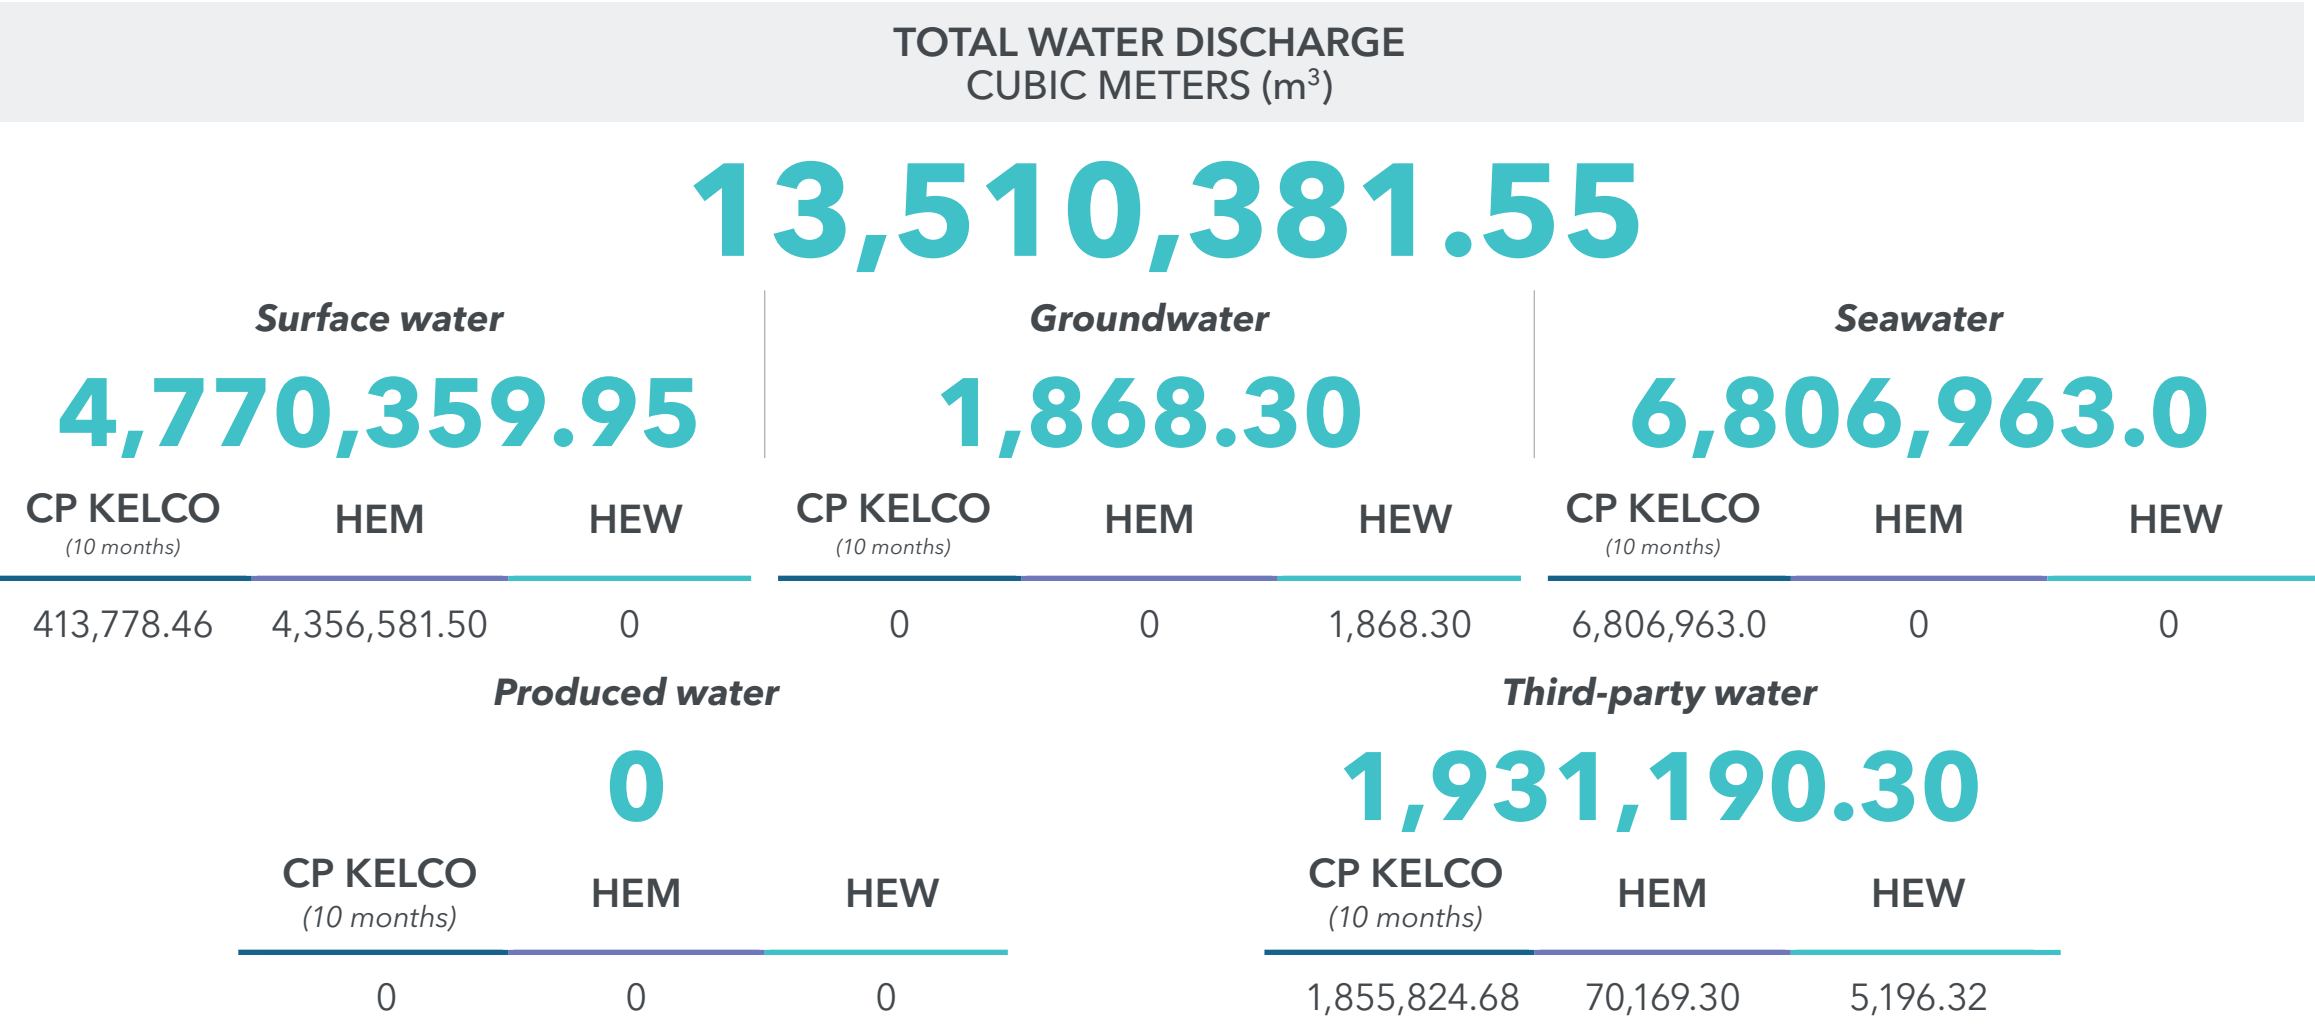 TOTAL WATER DISCHARGE
CUBIC METERS (m³)
13,510,381.55
Surface water
4,770,359.95
CP KELCO HEM HEW
(10 months)
413,778.46 4,356,581.50 0
Groundwater
1,868.30
CP KELCO HEM HEW
(10 months)
0 0 1,868.30
Seawater
6,806,963.0
CP KELCO HEM HEW
(10 months)
6,806,963.0 0 0
Produced water
0
CP KELCO HEM HEW
(10 months)
0 0 0
Third-party water
1,931,190.30
CP KELCO HEM HEW
(10 months)
1,855,824.68 70,169.30 5,196.32